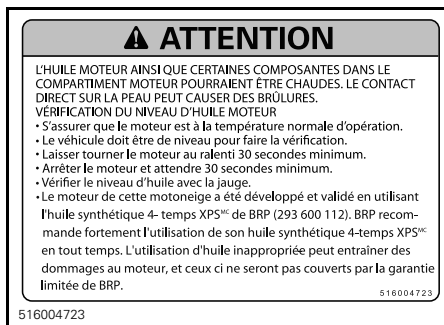 ATTENTION
L'HUILE MOTEUR AINSI QUE CERTAINES COMPOSANTES DANS LE
COMPARTIMENT MOTEUR POURRAIENT ÊTRE CHAUDES. LE CONTACT
DIRECT SUR LA PEAU PEUT CAUSER DES BRÛLURES.
VÉRIFICATION DU NIVEAU D'HUILE MOTEUR
• S'assurer que le moteur est à la température normale d'opération.
• Le véhicule doit être de niveau pour faire la vérification.
• Laisser tourner le moteur au ralenti 30 secondes minimum.
• Arrêter le moteur et attendre 30 secondes minimum.
• Vérifier le niveau d'huile avec la jauge.
• Le moteur de cette motoneige a été développé et validé en utilisant
l'huile synthétique 4- temps XPS MC de BRP (293 600 112). BRP recom-
mande fortement l'utilisation de son huile synthétique 4-temps XPS MC
en tout temps. L'utilisation d'huile inappropriée peut entraîner des
dommages au moteur, et ceux ci ne seront pas couverts par la garantie
limitée de BRP.
516004723
516004723